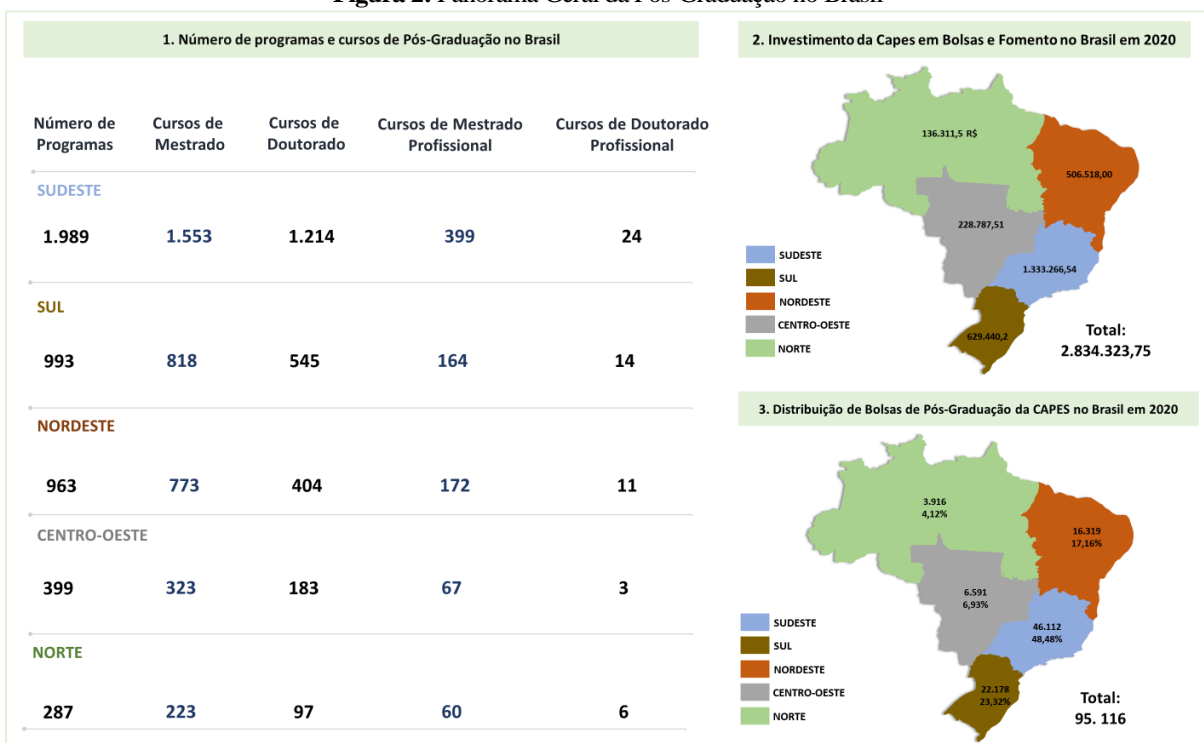 Figura 2. Panorama Geral da Pós-Graduação no Brasil
1. Número de programas e cursos de Pós-Graduação no Brasil
Número de Programas
Cursos de Mestrado
Cursos de Doutorado
Cursos de Mestrado Profissional
Cursos de Doutorado Profissional
SUDESTE
1.989 1.553 1.214 399 24
SUL
993 818 545 164 14
NORDESTE
963 773 404 172 11
CENTRO-OESTE
399 323 183 67 3
NORTE
287 223 97 60 6
2. Investimento da Capes em Bolsas e Fomento no Brasil em 2020
136.311,5 R$
506.518,00
228.787,51
1.333.266,54
629.440,2
SUDESTE
SUL
NORDESTE
CENTRO-OESTE
NORTE
Total:
2.834.323,75
3. Distribuição de Bolsas de Pós-Graduação da CAPES no Brasil em 2020
3.916
4,12%
16.319
17,16%
6.591
6,93%
46.112
48,48%
22.178
23,32%
SUDESTE
SUL
NORDESTE
CENTRO-OESTE
NORTE
Total:
95. 116